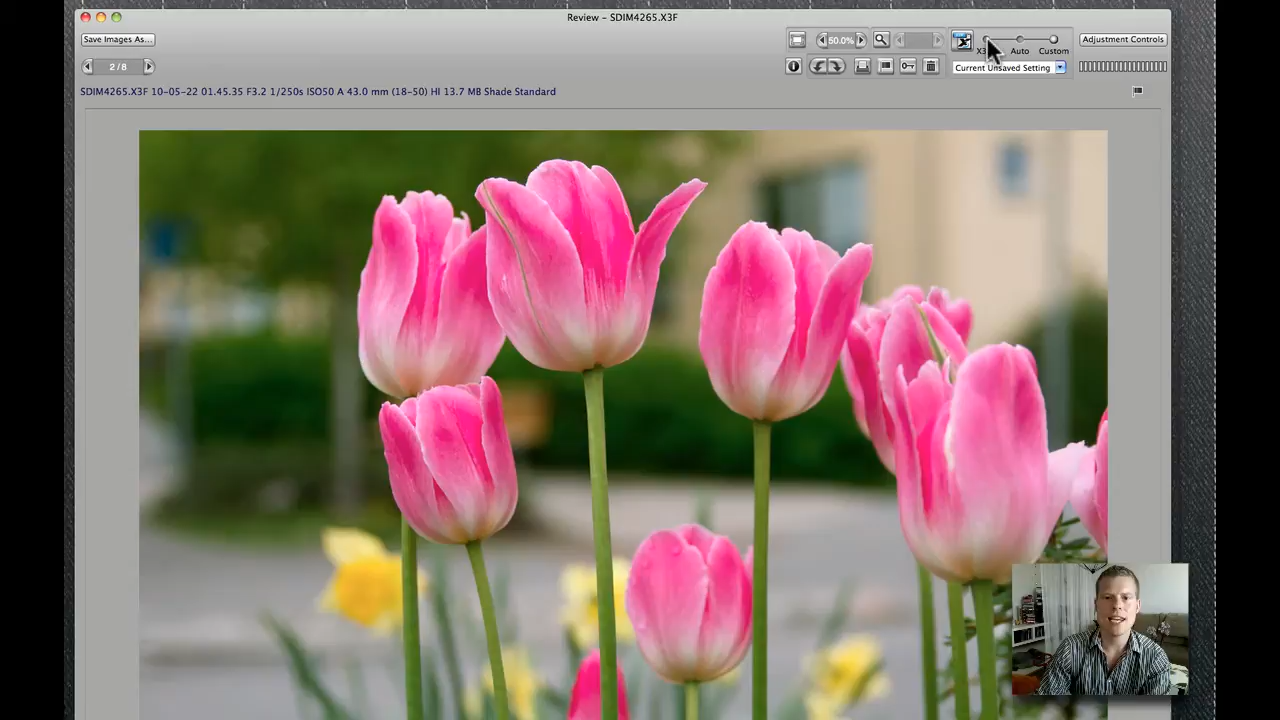 Review - SDIM4265.X3F
Save Images As...
50.0%
X3
Auto
Custom
Adjustment Controls
2/8
Current Unsaved Setting
SDIM4265.X3F 10-05-22 01.45.35 F3.2 1/250s ISO50 A 43.0 mm (18-50) HI 13.7 MB Shade Standard